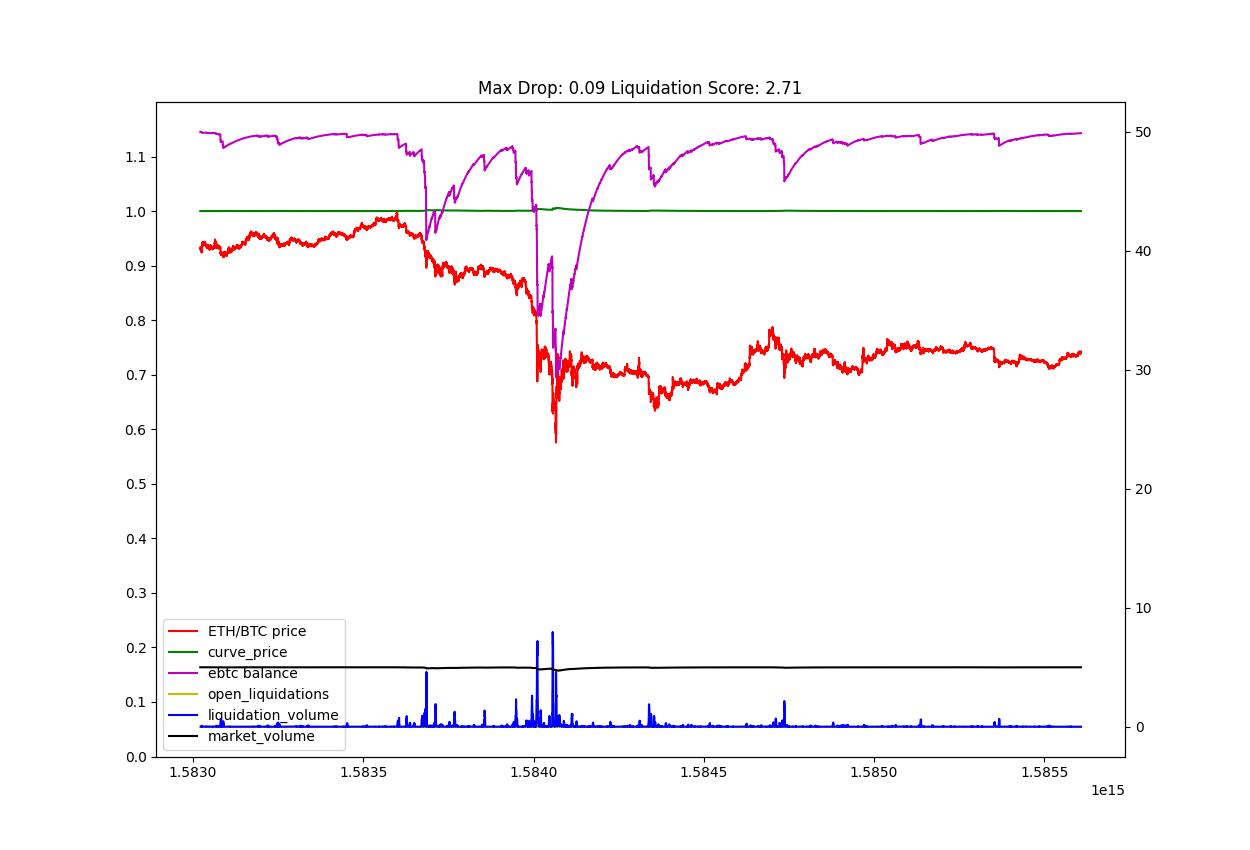 Max Drop: 0.09 Liquidation Score: 2.71
1.1
1.0
0.9
0.8
0.7
0.6
0.5
0.4
0.3
0.2
0.1
0.0
50
40
30
20
10
0
ETH/BTC price
curve_price
ebtc balance
open_liquidations
liquidation_volume
market_volume
1.5830 1.5835 1.5840 1.5845 1.5850 1.5855
1e15